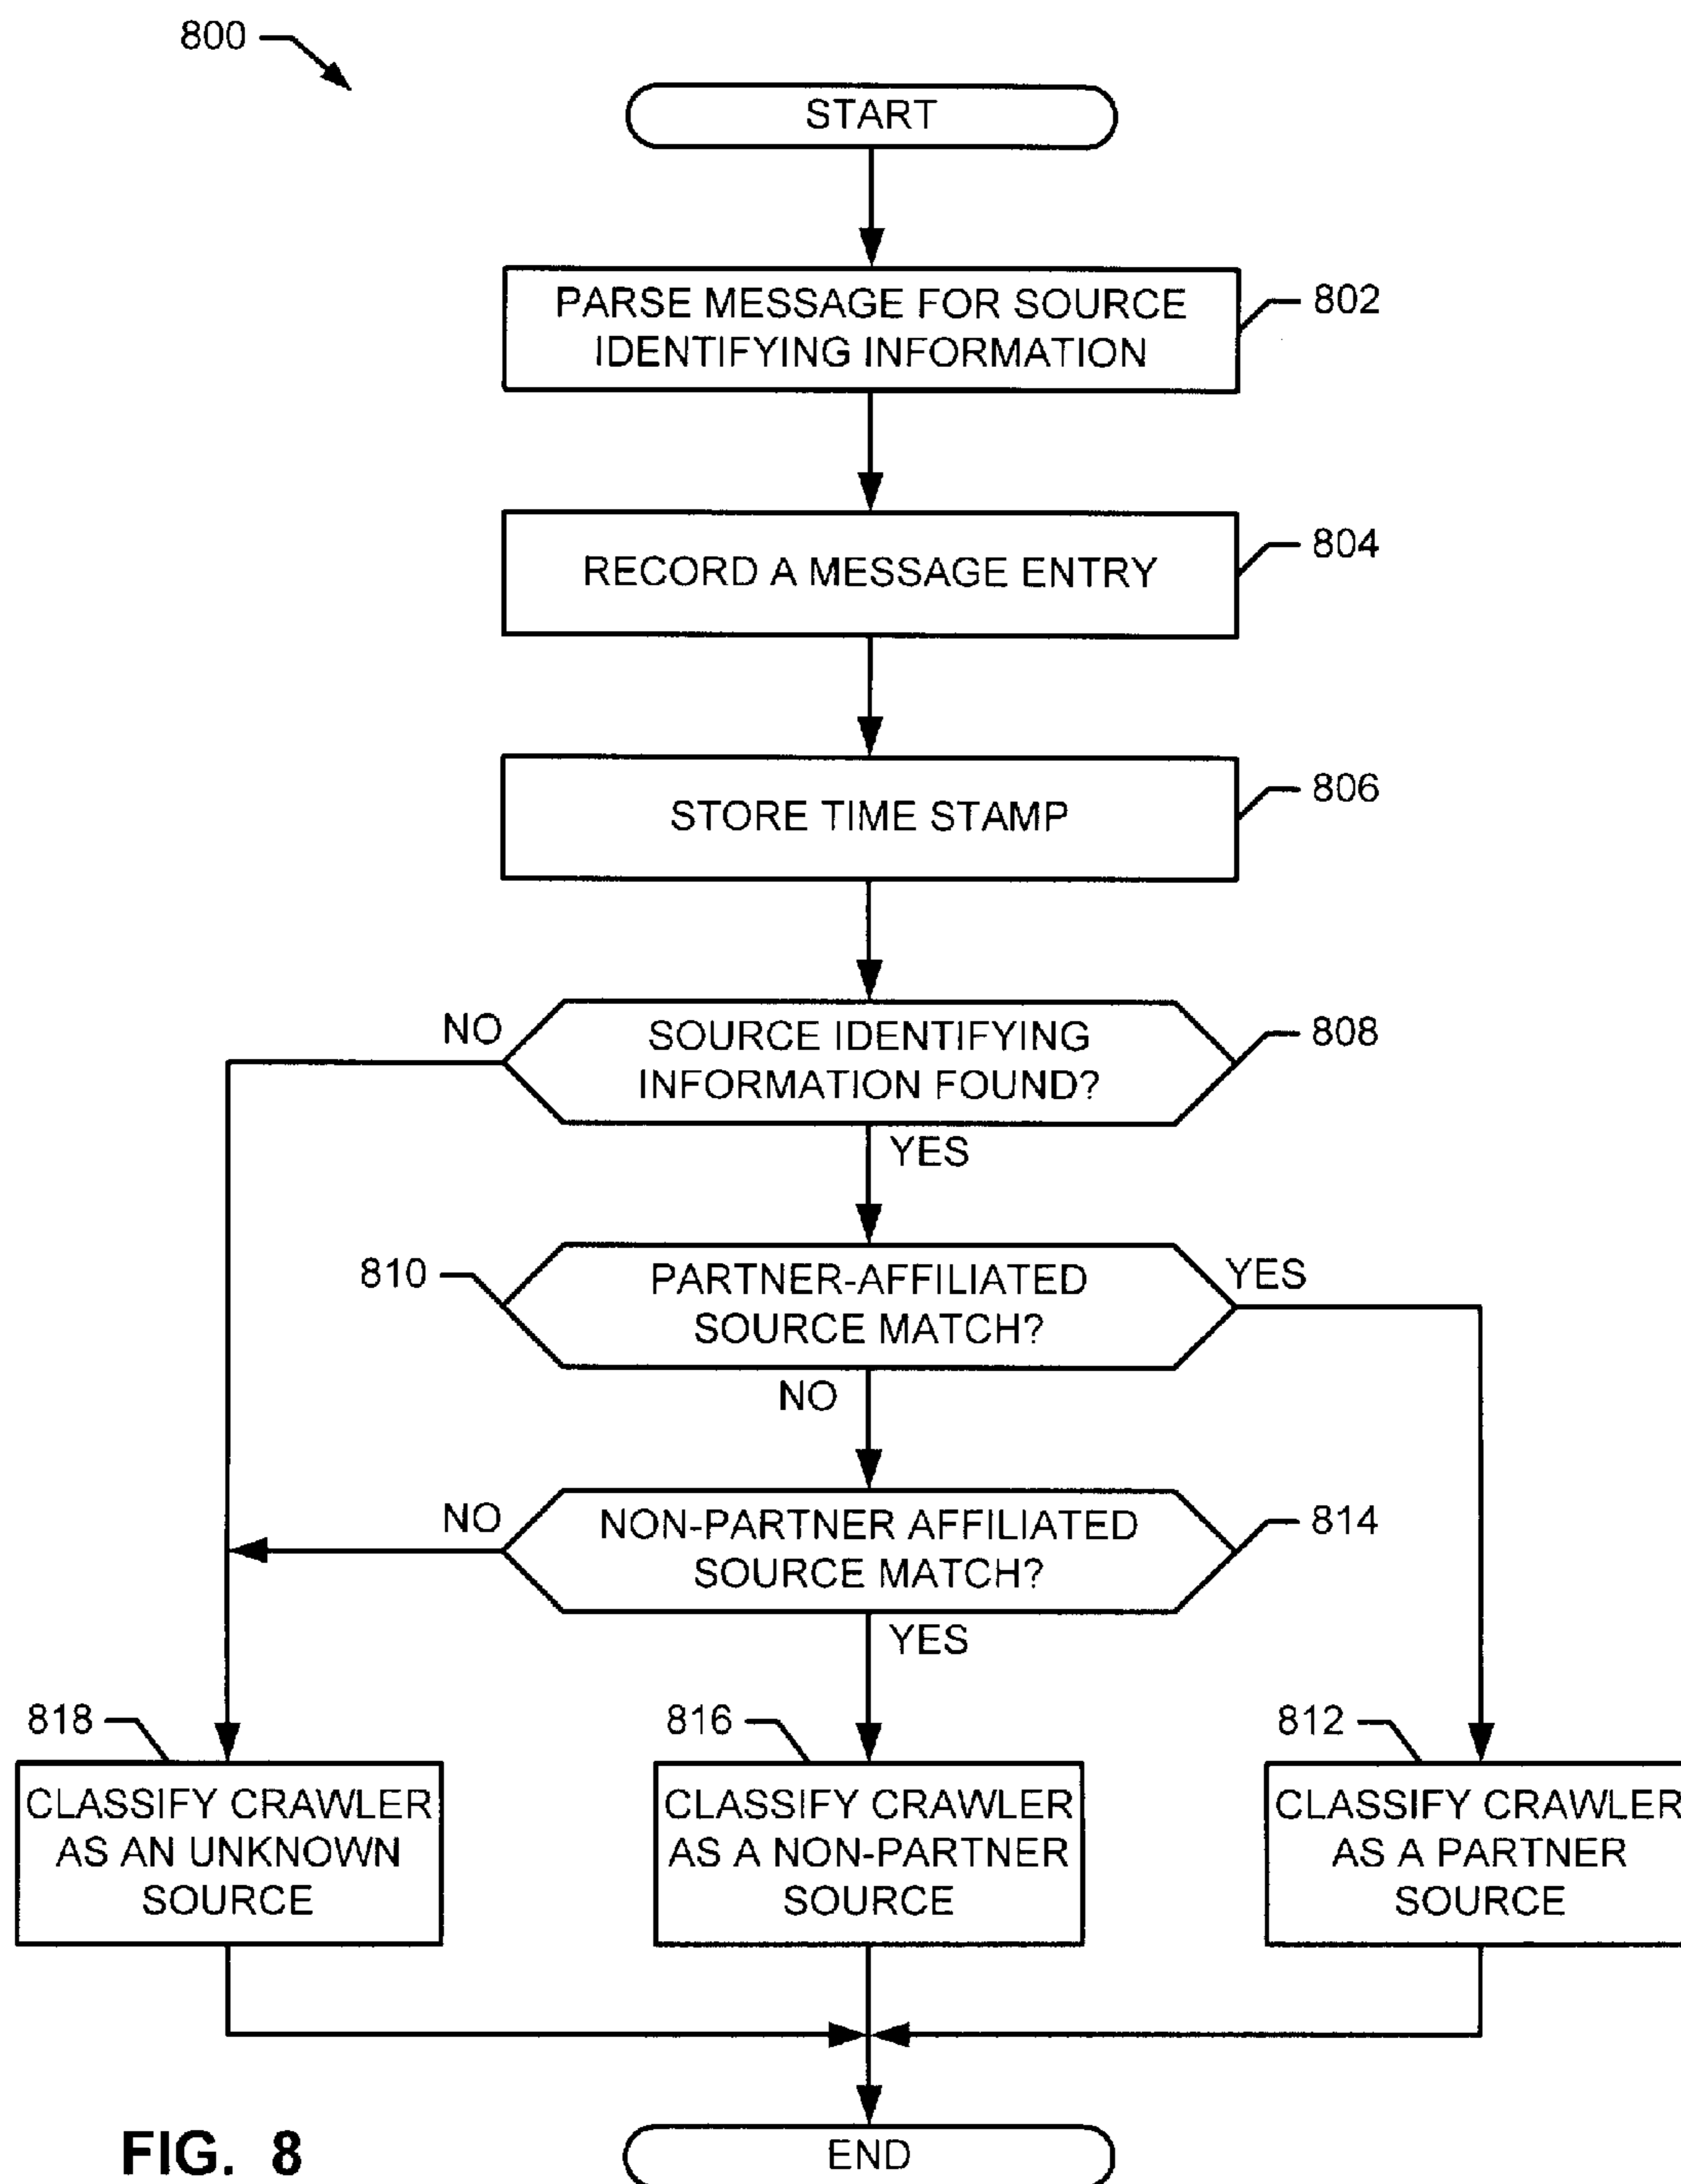 800
START
PARSE MESSAGE FOR SOURCE
IDENTIFYING INFORMATION
802
RECORD A MESSAGE ENTRY
804
STORE TIME STAMP
806
NO
SOURCE IDENTIFYING
INFORMATION FOUND?
808
YES
810
PARTNER-AFFILIATED
SOURCE MATCH?
YES
NO
NO
NON-PARTNER AFFILIATED
SOURCE MATCH?
814
YES
818
CLASSIFY CRAWLER
AS AN UNKNOWN
SOURCE
816
CLASSIFY CRAWLER
AS A NON-PARTNER
SOURCE
812
CLASSIFY CRAWLER
AS A PARTNER
SOURCE
END
FIG. 8